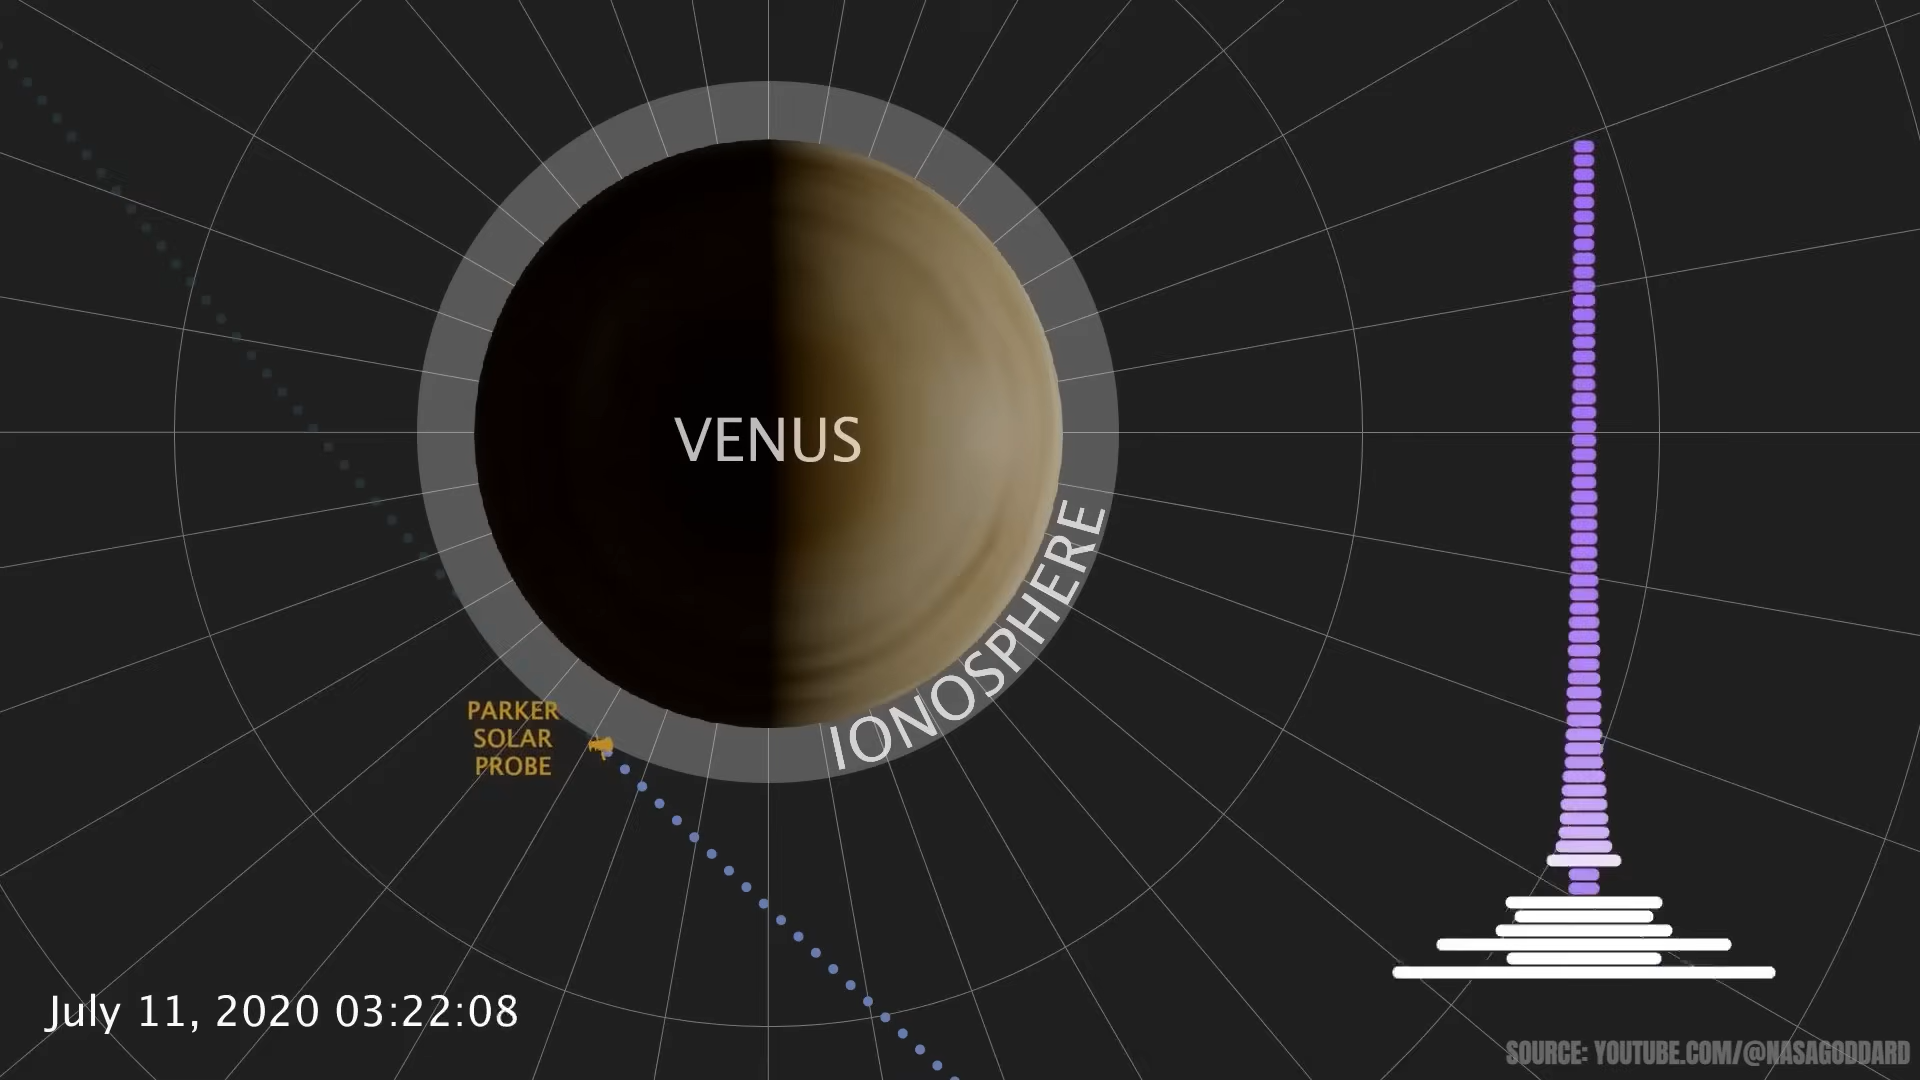 VENUS
IONOSPHERE
PARKER
SOLAR
PROBE
July 11, 2020 03:22:08
SOURCE: YOUTUBE.COM/@NASAGODDARD